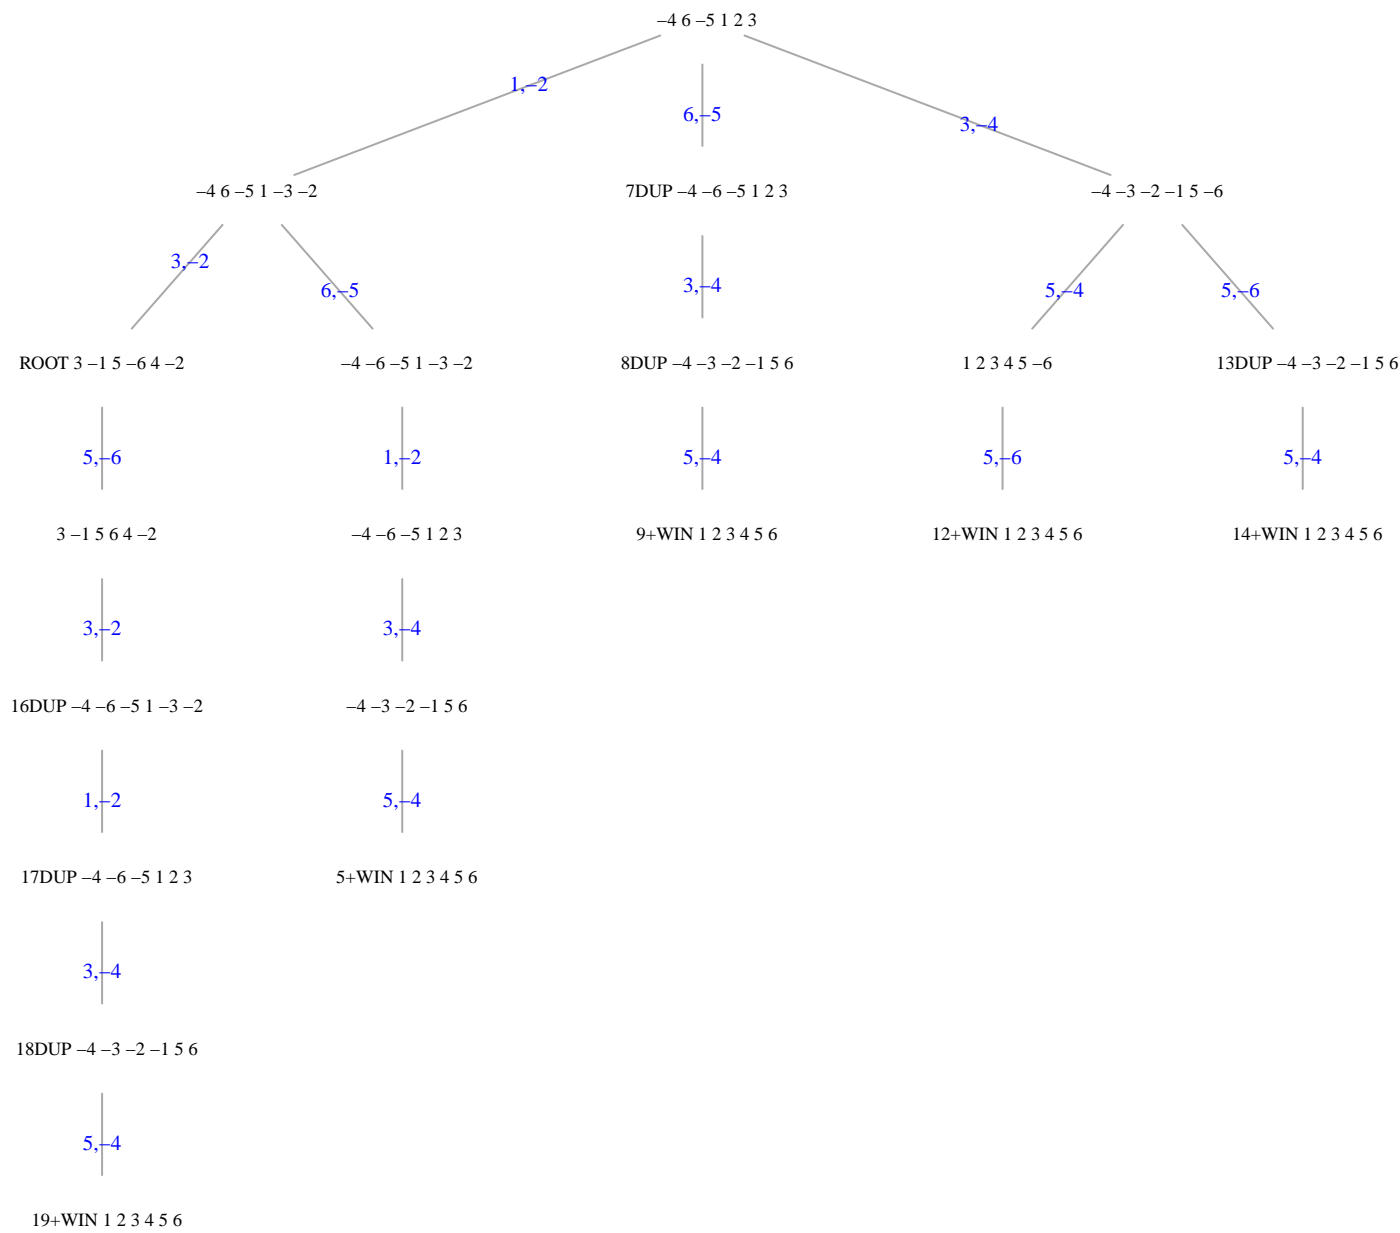 –4 6 –5 1 2 3
1,–2
6,–5
3,–4
–4 6 –5 1 –3 –2
7DUP –4 –6 –5 1 2 3
–4 –3 –2 –1 5 –6
3,–2
6,–5
3,–4
5,–4
5,–6
ROOT 3 –1 5 –6 4 –2
–4 –6 –5 1 –3 –2
8DUP –4 –3 –2 –1 5 6
1 2 3 4 5 –6
13DUP –4 –3 –2 –1 5 6
5,–6
1,–2
5,–4
5,–6
5,–4
3 –1 5 6 4 –2
–4 –6 –5 1 2 3
9+WIN 1 2 3 4 5 6
12+WIN 1 2 3 4 5 6
14+WIN 1 2 3 4 5 6
3,–2
3,–4
16DUP –4 –6 –5 1 –3 –2
–4 –3 –2 –1 5 6
1,–2
5,–4
17DUP –4 –6 –5 1 2 3
5+WIN 1 2 3 4 5 6
3,–4
18DUP –4 –3 –2 –1 5 6
5,–4
19+WIN 1 2 3 4 5 6